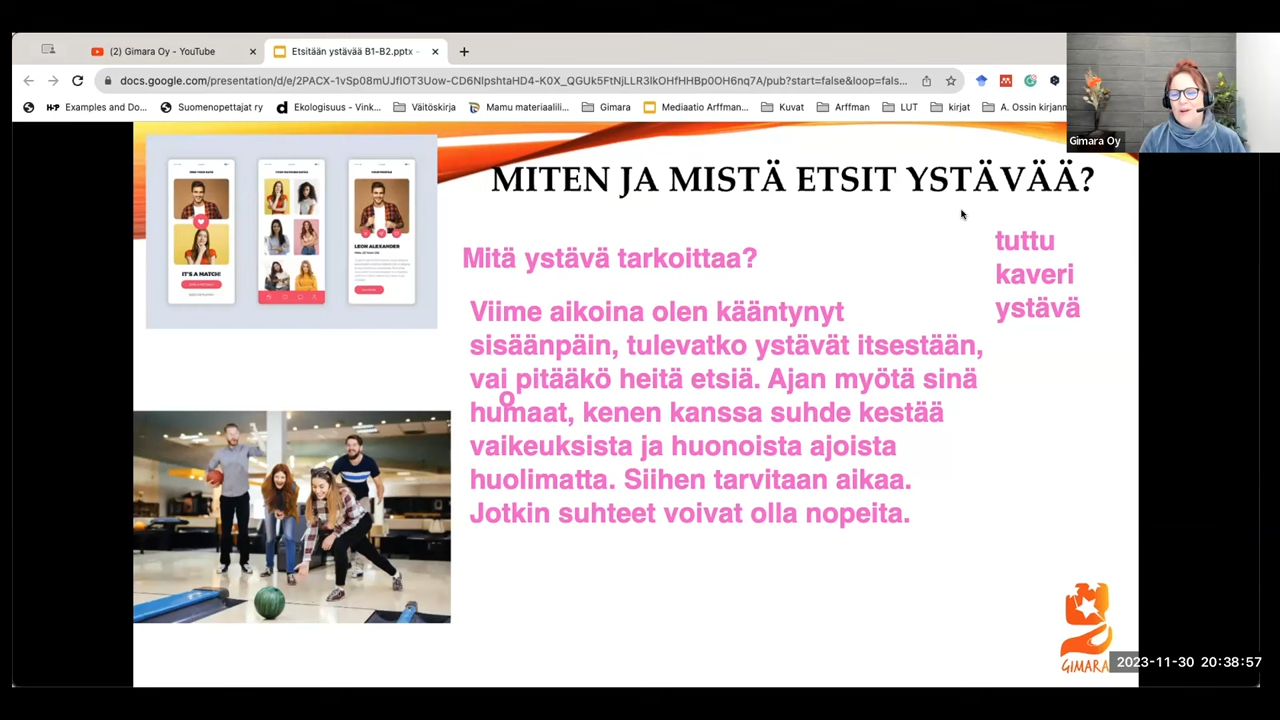 (2) Gimara Oy - YouTube
Etsitään ystävää B1-B2.pptx -
docs.google.com/presentation/d/e/2PACX-1vSp08mUJflOT3Uow-CD6NlpshtaHD4-K0X_QGUk5FtNjLLR3lkOHfHHBp0OH6nq7A/pub?start=false&loop=fals...
Examples and Do...
Suomenopettajat ry
Ekologisuus - Vink...
Väitöskirja
Mamu materiaalili...
Gimara
Mediaatio Arffman...
Kuvat
Arffman
LUT
kirjat
A. Ossin kirjann
Gimara Oy
IT'S A MATCH!
LEON ALEXANDER
MITEN JA MISTÄ ETSIT YSTÄVÄÄ?
Mitä ystävä tarkoittaa?
tuttu
kaveri
ystävä
Viime aikoina olen kääntynyt
sisäänpäin, tulevatko ystävät itsestään,
vai pitääkö heitä etsiä. Ajan myötä sinä
o
humaat, kenen kanssa suhde kestää
vaikeuksista ja huonoista ajoista
huolimatta. Siihen tarvitaan aikaa.
Jotkin suhteet voivat olla nopeita.
GIMARA
2023-11-30 20:38:57